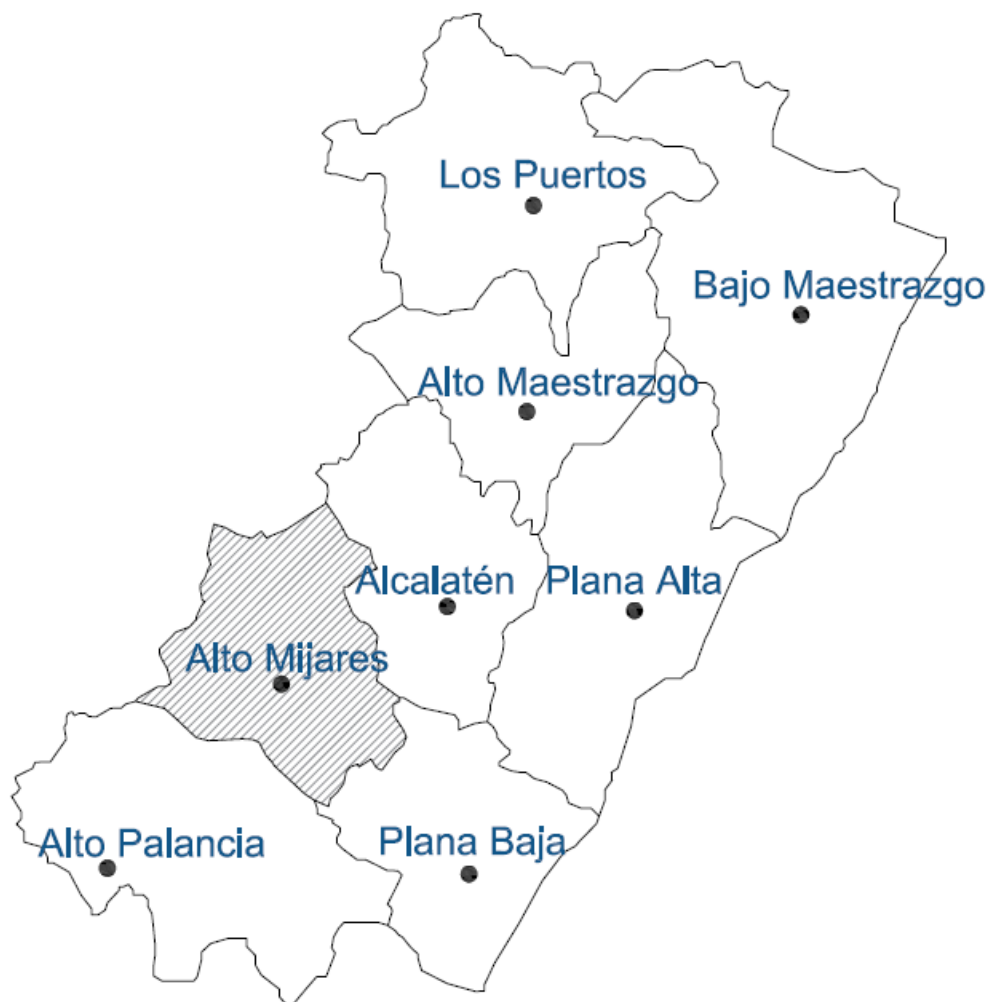 Los Puertos
Bajo Maestrazgo
Alto Maestrazgo
Alcalatén
Plana Alta
Alto Mijares
Alto Palancia
Plana Baja